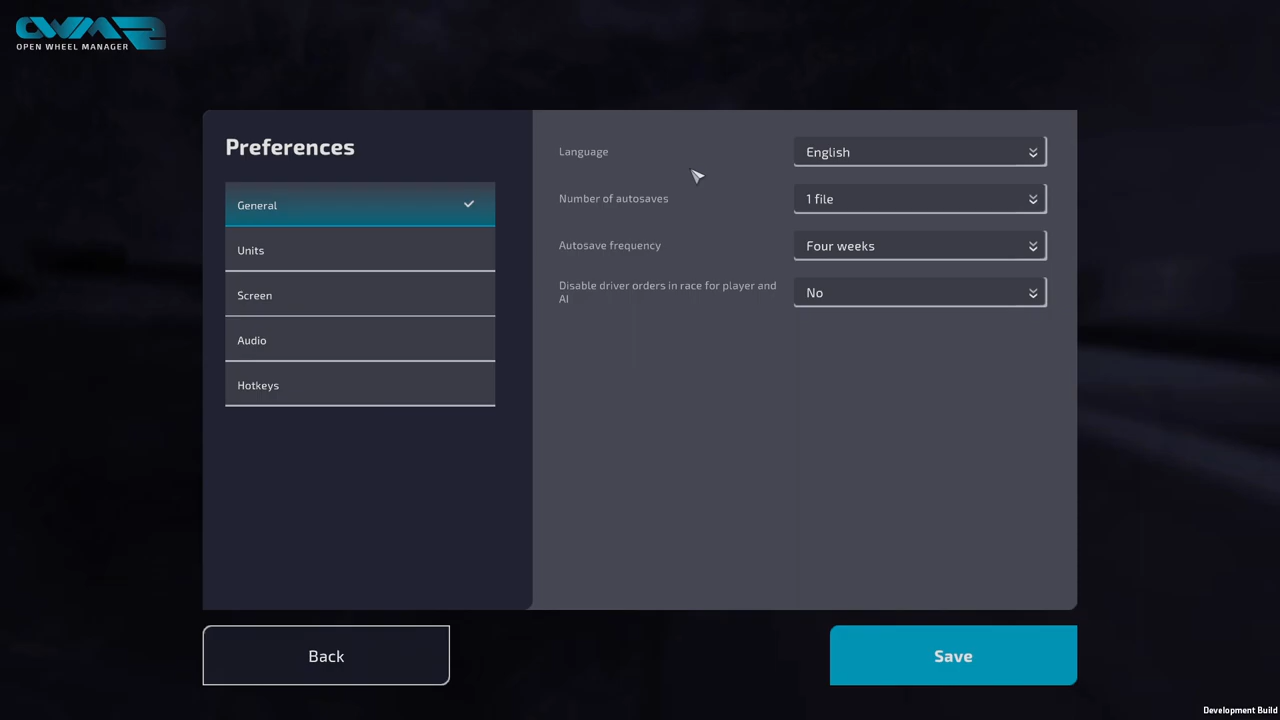 OWM2
OPEN WHEEL MANAGER
Preferences
General
Units
Screen
Audio
Hotkeys
Language
English
Number of autosaves
1 file
Autosave frequency
Four weeks
Disable driver orders in race for player and
AI
No
Back
Save
Development Build